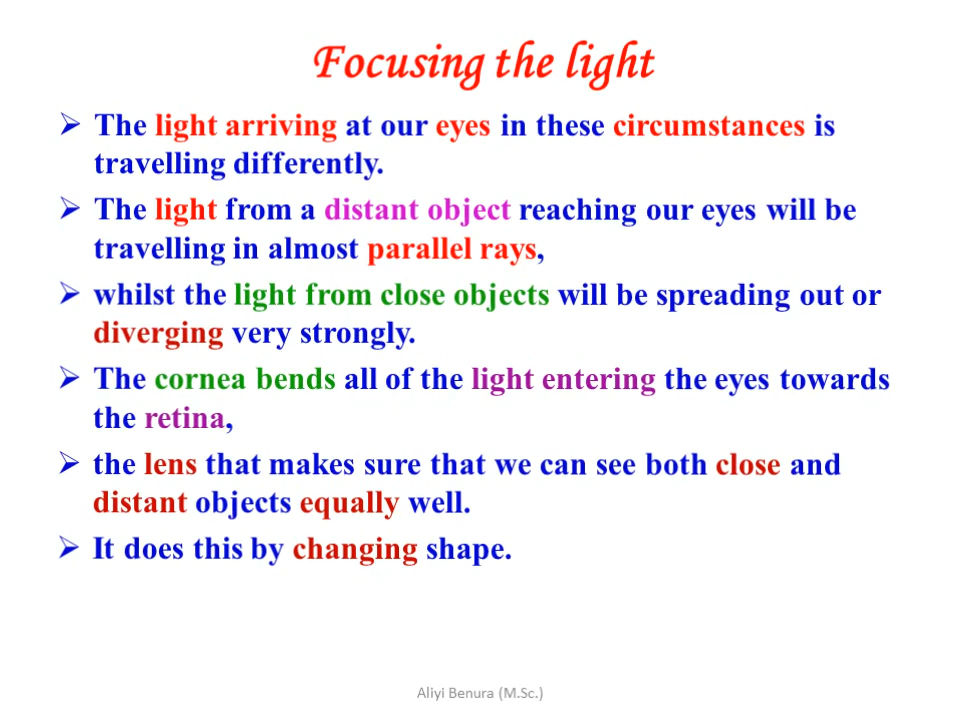 Focusing the light
➢ The light arriving at our eyes in these circumstances is
travelling differently.
➢ The light from a distant object reaching our eyes will be
travelling in almost parallel rays,
➢ whilst the light from close objects will be spreading out or
diverging very strongly.
➢ The cornea bends all of the light entering the eyes towards
the retina,
➢ the lens that makes sure that we can see both close and
distant objects equally well.
➢ It does this by changing shape.
Aliyi Benura (M.Sc.)